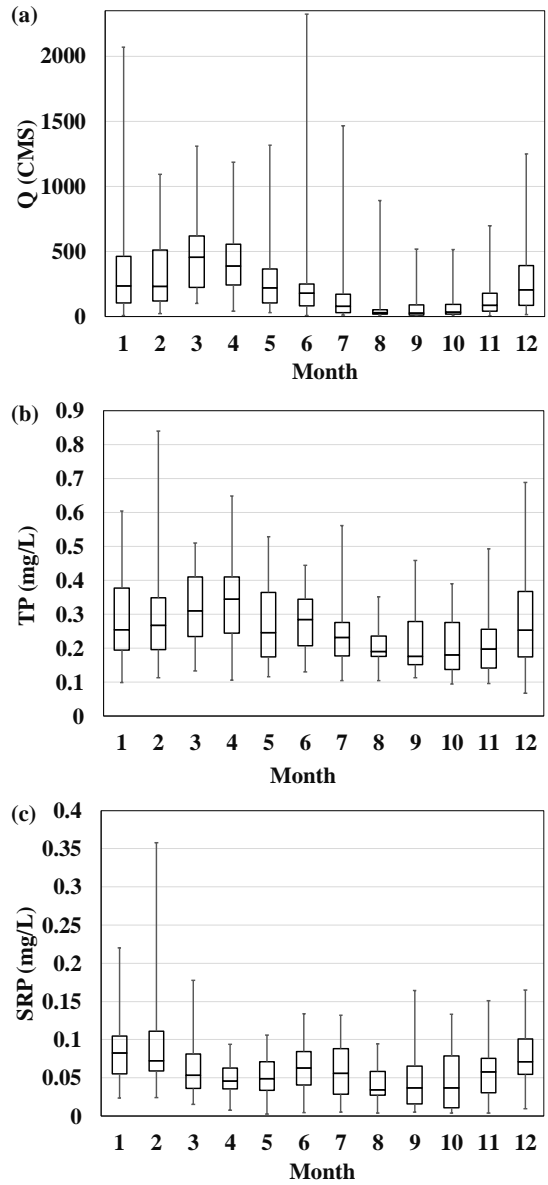 (a)
2000
1500
1000
500
0
Q (CMS)
1 2 3 4 5 6 7 8 9 10 11 12
Month
(b)
0.9
0.8
0.7
0.6
0.5
0.4
0.3
0.2
0.1
0
TP (mg/L)
1 2 3 4 5 6 7 8 9 10 11 12
Month
(c)
0.4
0.35
0.3
0.25
0.2
0.15
0.1
0.05
0
SRP (mg/L)
1 2 3 4 5 6 7 8 9 10 11 12
Month